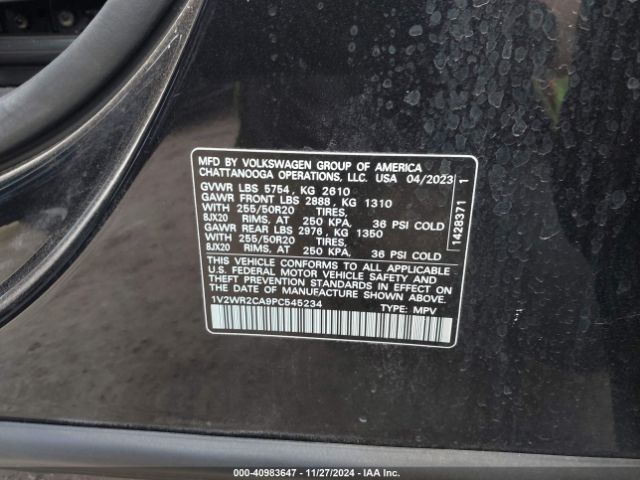 MFD BY VOLKSWAGEN GROUP OF AMERICA
CHATTANOOGA OPERATIONS, LLC. USA 04/2023
GVWR LBS 5754, KG 2610
GAWR FRONT LBS 2888, KG 1310
WITH 255/50R20 TIRES,
8JX20 RIMS, AT 250 KPA, 36 PSI COLD
GAWR REAR LBS 2976, KG 1350
WITH 255/50R20 TIRES,
8JX20 RIMS, AT 250 KPA, 36 PSI COLD
THIS VEHICLE CONFORMS TO ALL APPLICABLE
U.S. FEDERAL MOTOR VEHICLE SAFETY AND
THEFT PREVENTION STANDARDS IN EFFECT ON
THE DATE OF MANUFACTURE SHOWN ABOVE.
1V2WR2CA9PC545234
TYPE: MPV
1428371 1
000-40983647 • 11/27/2024 • IAA Inc.